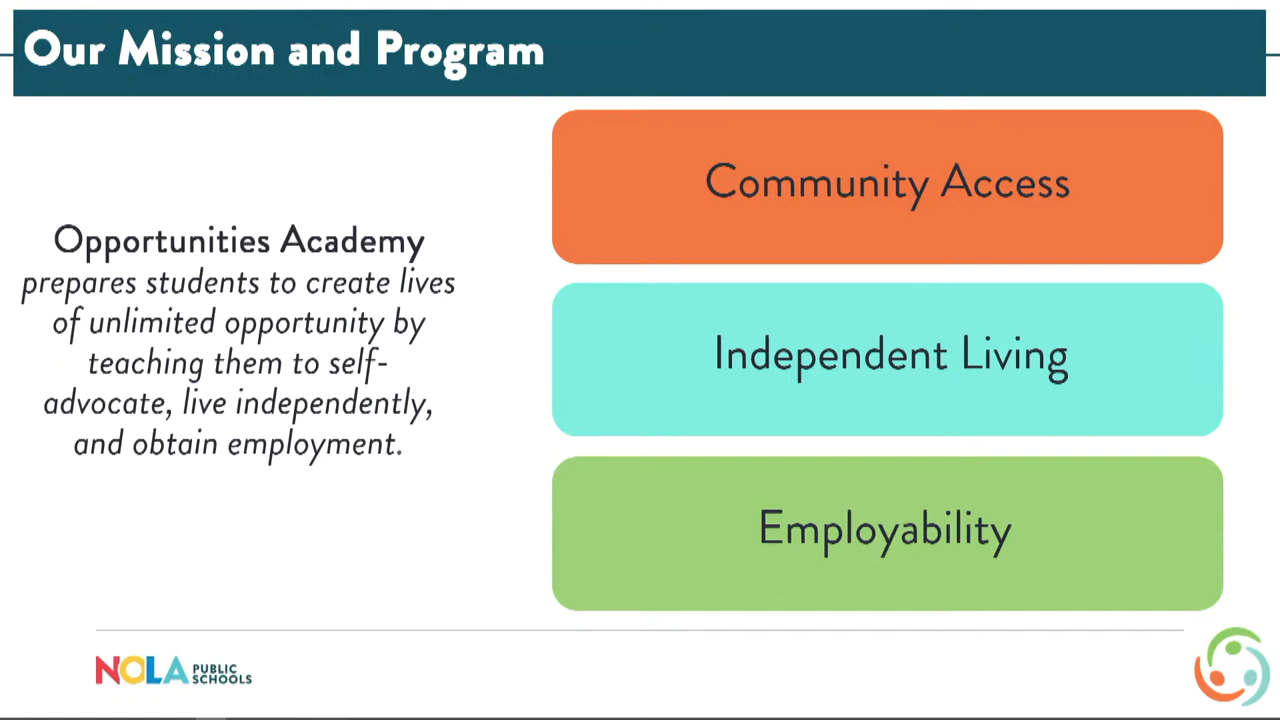 Our Mission and Program
Opportunities Academy
prepares students to create lives
of unlimited opportunity by
teaching them to self-
advocate, live independently,
and obtain employment.
Community Access
Independent Living
Employability
NOLA PUBLIC
SCHOOLS